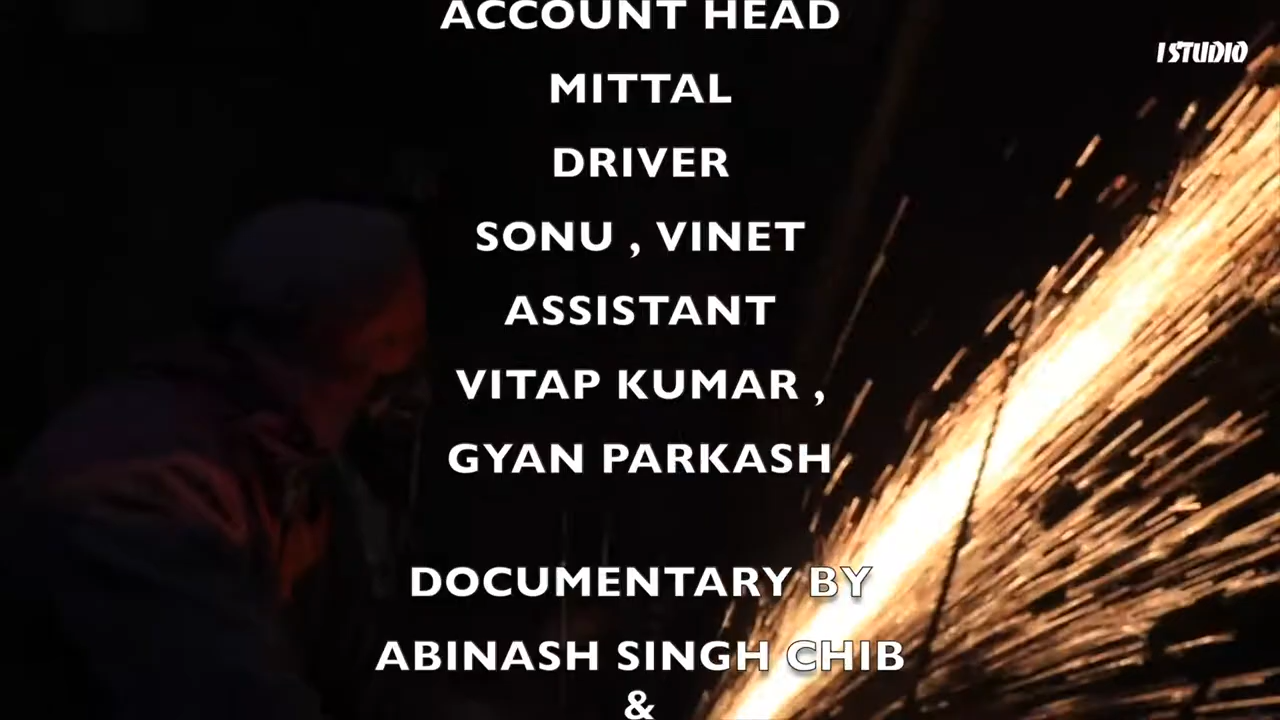 ACCOUNT HEAD
I STUDIO
MITTAL
DRIVER
SONU , VINET
ASSISTANT
VITAP KUMAR ,
GYAN PARKASH
DOCUMENTARY BY
ABINASH SINGH CHIB
&